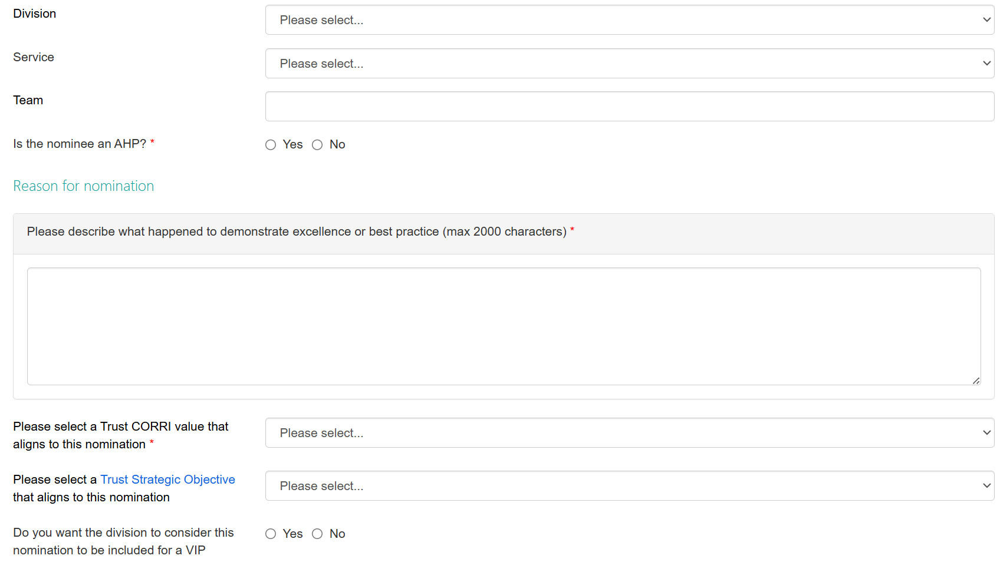 Division
Please select...
Service
Please select...
Team
Is the nominee an AHP? *
Yes No
Reason for nomination
Please describe what happened to demonstrate excellence or best practice (max 2000 characters) *
Please select a Trust CORRI value that
aligns to this nomination *
Please select...
Please select a Trust Strategic Objective
that aligns to this nomination
Please select...
Do you want the division to consider this
nomination to be included for a VIP
Yes No